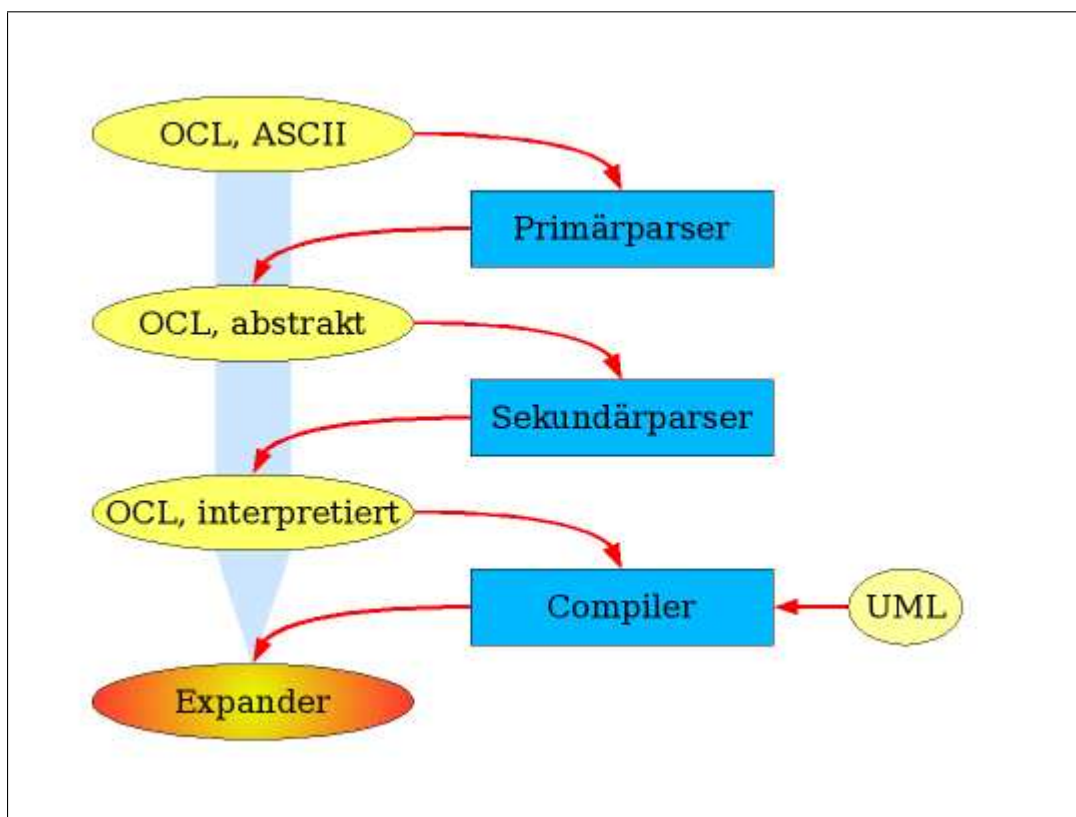 OCL, ASCII
Primärparser
OCL, abstrakt
Sekundärparser
OCL, interpretiert
Compiler
UML
Expander